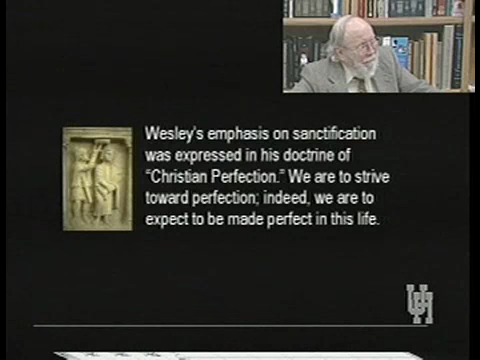 Wesley's emphasis on sanctification
was expressed in his doctrine of
“Christian Perfection.” We are to strive
toward perfection; indeed, we are to
expect to be made perfect in this life.
UH